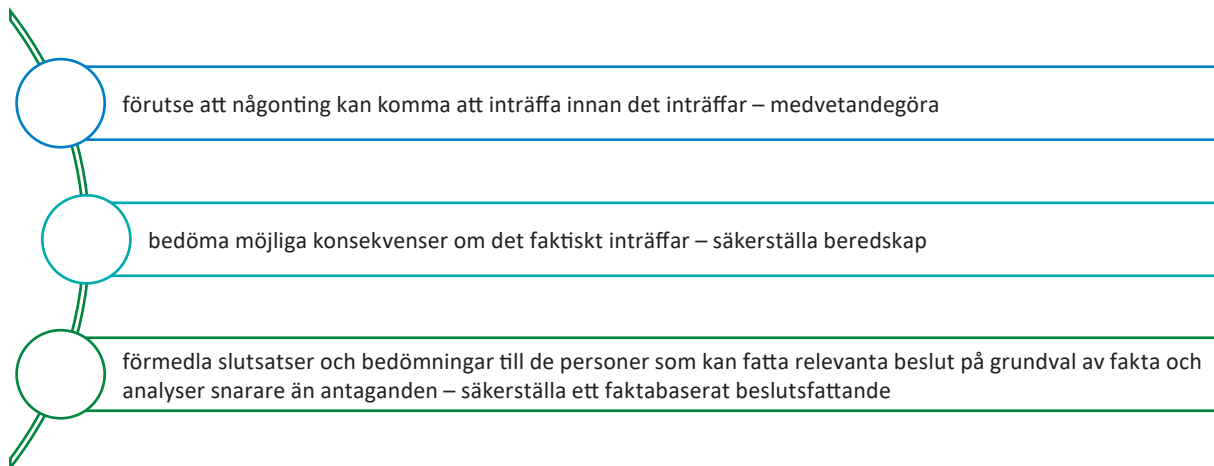 förutse att någonting kan komma att inträffa innan det inträffar – medvetandegöra
bedöma möjliga konsekvenser om det faktiskt inträffar – säkerställa beredskap
förmedla slutsatser och bedömningar till de personer som kan fatta relevanta beslut på grundval av fakta och
analyser snarare än antaganden – säkerställa ett faktabaserat beslutsfattande